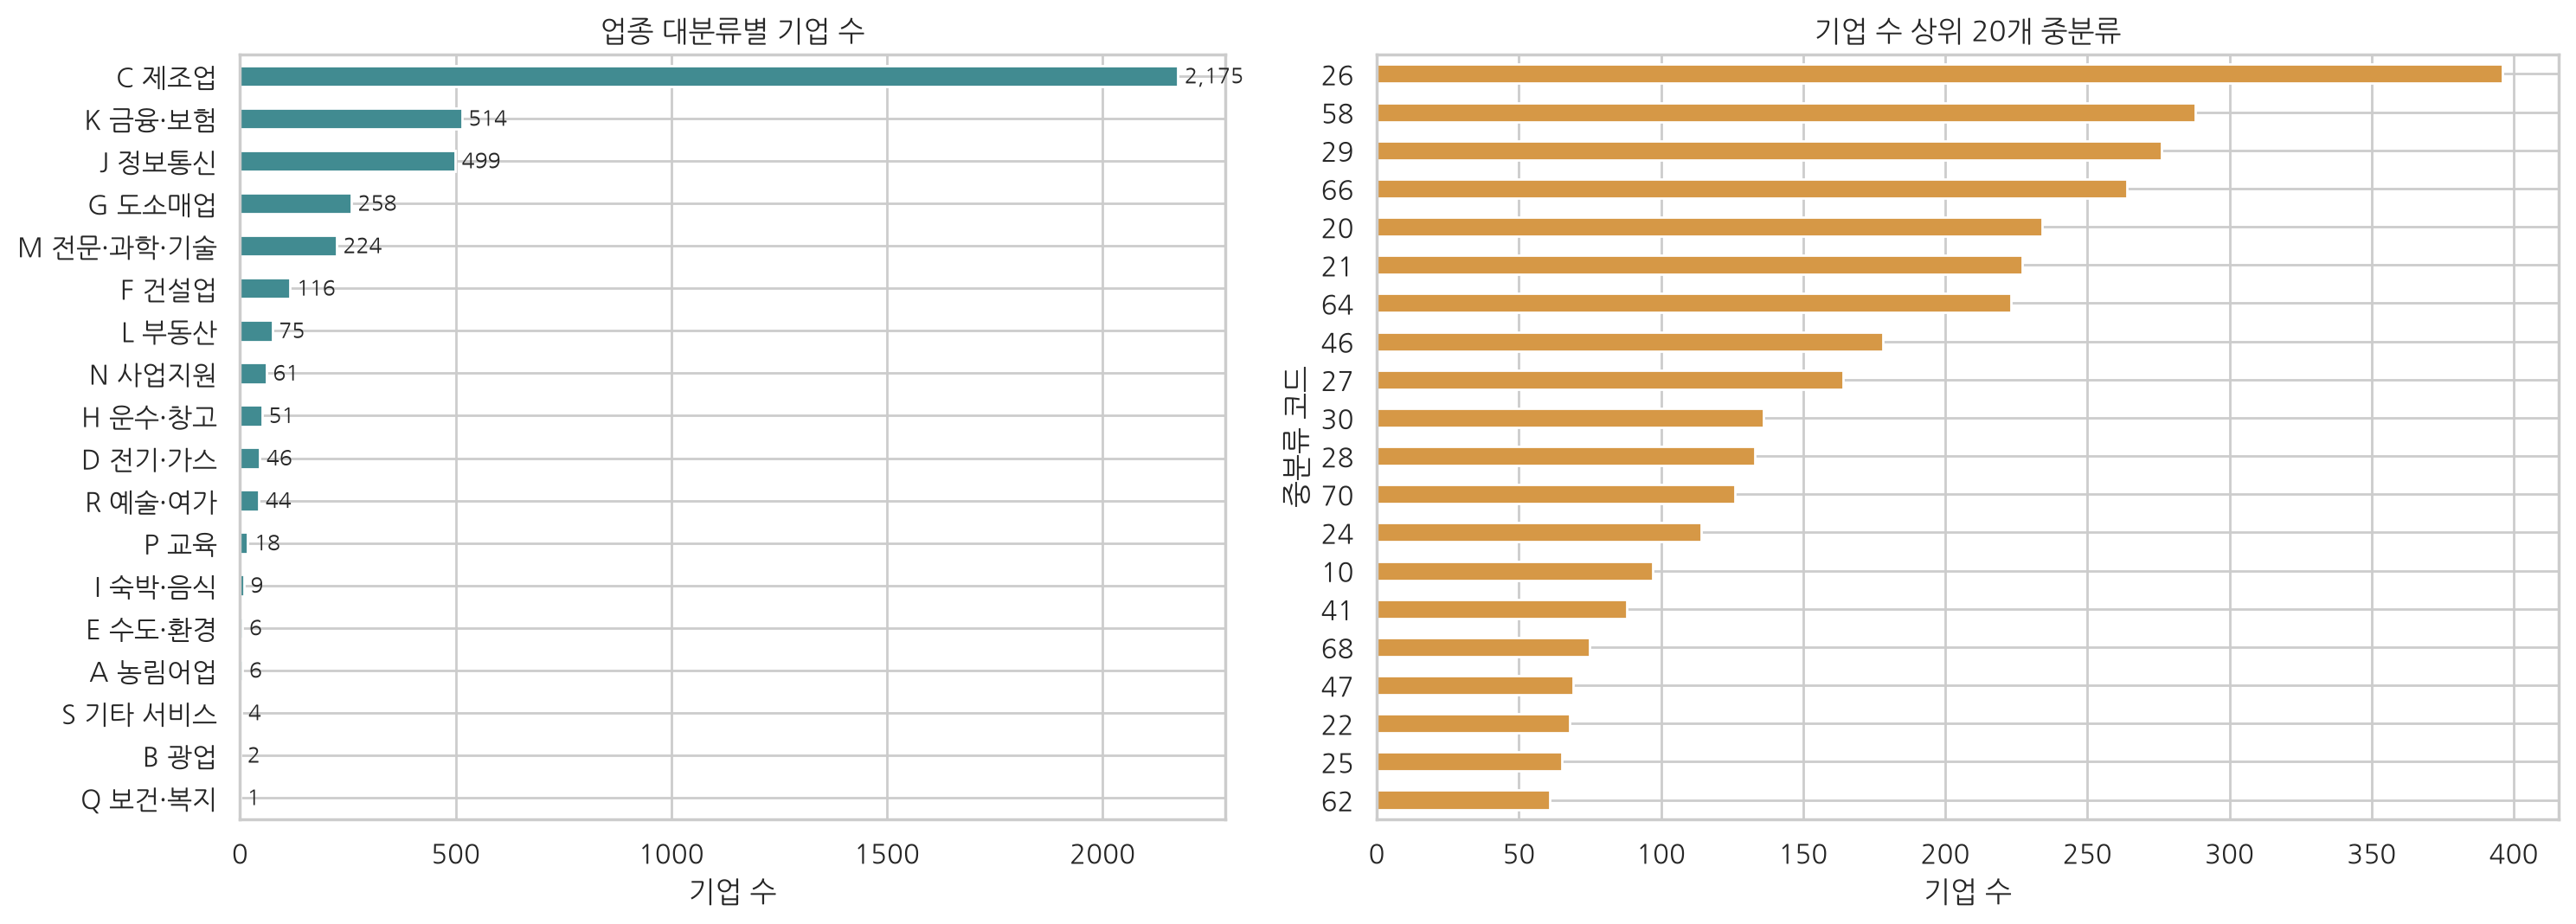 업종 대분류별 기업 수
C 제조업 2,175
K 금융·보험 514
J 정보통신 499
G 도소매업 258
M 전문·과학·기술 224
F 건설업 116
L 부동산 75
N 사업지원 61
H 운수·창고 51
D 전기·가스 46
R 예술·여가 44
P 교육 18
I 숙박·음식 9
E 수도·환경 6
A 농림어업 6
S 기타 서비스 4
B 광업 2
Q 보건·복지 1
0 500 1000 1500 2000
기업 수
기업 수 상위 20개 중분류
중분류 코드
26
58
29
66
20
21
64
46
27
30
28
70
24
10
41
68
47
22
25
62
0 50 100 150 200 250 300 350 400
기업 수